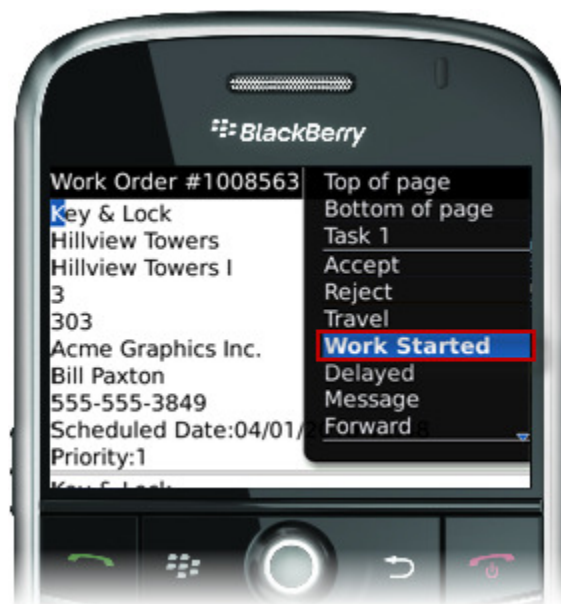 BlackBerry
Work Order #1008563
Key & Lock
Hillview Towers
Hillview Towers I
3
303
Acme Graphics Inc.
Bill Paxton
555-555-3849
Scheduled Date:04/01/
Priority:1
Key & Lock
Top of page
Bottom of page
Task 1
Accept
Reject
Travel
Work Started
Delayed
Message
Forward